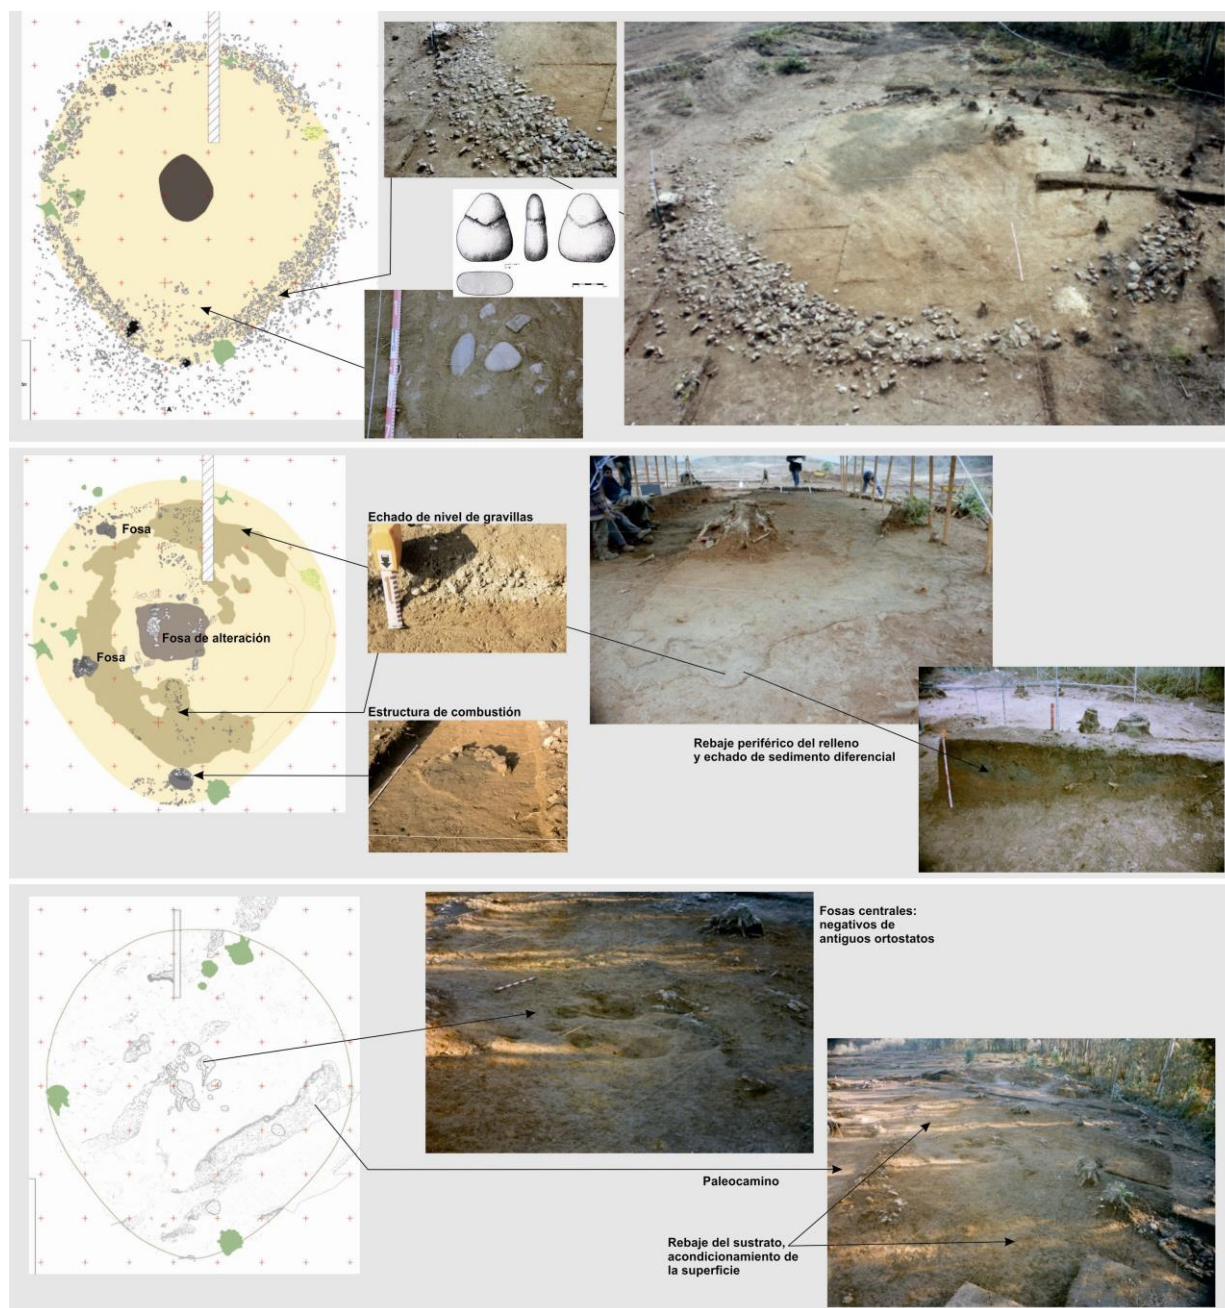 Echado de nivel de gravillas
Fosa
Fosa de alteración
Fosa
Estructura de combustión
Rebaje periférico del relleno
y echado de sedimento diferencial
Fosas centrales:
negativos de
antiguos ortostatos
Paleocamino
Rebaje del sustrato,
acondicionamiento de
la superficie